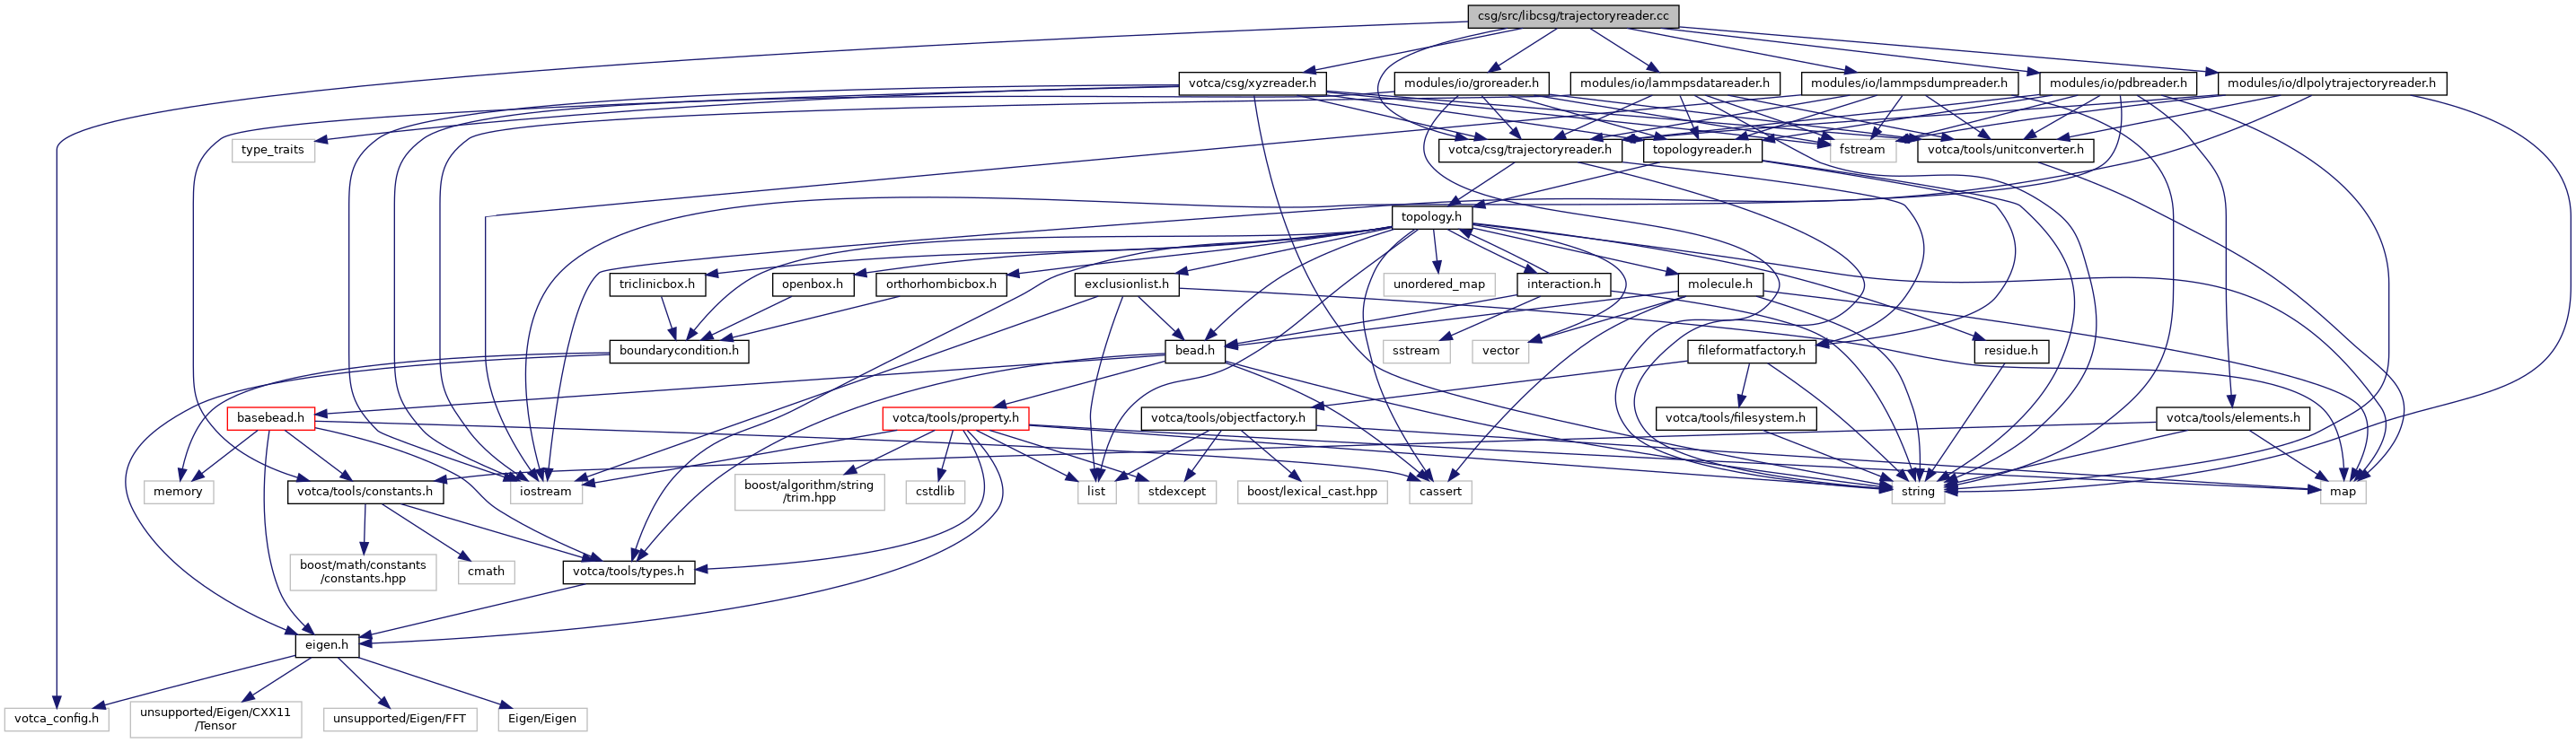 csg/src/libcsg/trajectoryreader.cc
votca/csg/xyzreader.h
modules/io/groreader.h
modules/io/lammpsdatareader.h
modules/io/lammpsdumpreader.h
modules/io/pdbreader.h
modules/io/dlpolytrajectoryreader.h
type_traits
votca/csg/trajectoryreader.h
topologyreader.h
fstream
votca/tools/unitconverter.h
topology.h
triclinicbox.h
openbox.h
orthorhombicbox.h
exclusionlist.h
unordered_map
interaction.h
molecule.h
boundarycondition.h
bead.h
sstream
vector
fileformatfactory.h
residue.h
basebead.h
votca/tools/property.h
votca/tools/objectfactory.h
votca/tools/filesystem.h
votca/tools/elements.h
memory
votca/tools/constants.h
iostream
boost/algorithm/string
/trim.hpp
cstdlib
list
stdexcept
boost/lexical_cast.hpp
cassert
string
map
boost/math/constants
/constants.hpp
cmath
votca/tools/types.h
eigen.h
votca_config.h
unsupported/Eigen/CXX11
/Tensor
unsupported/Eigen/FFT
Eigen/Eigen